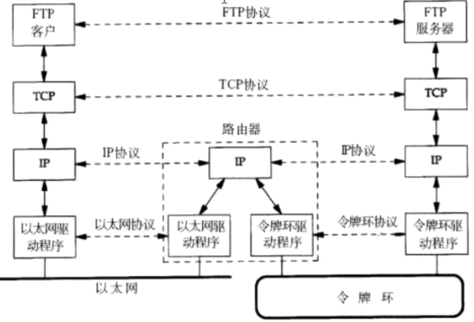 FTP协议
FTP
客户
FTP
服务器
TCP
TCP协议
TCP
路由器
IP
IP协议
IP
IP协议
IP
以太网驱
动程序
以太网协议
以太网驱
动程序
令牌环驱
动程序
令牌环协议
令牌环驱
动程序
以太网
令牌环